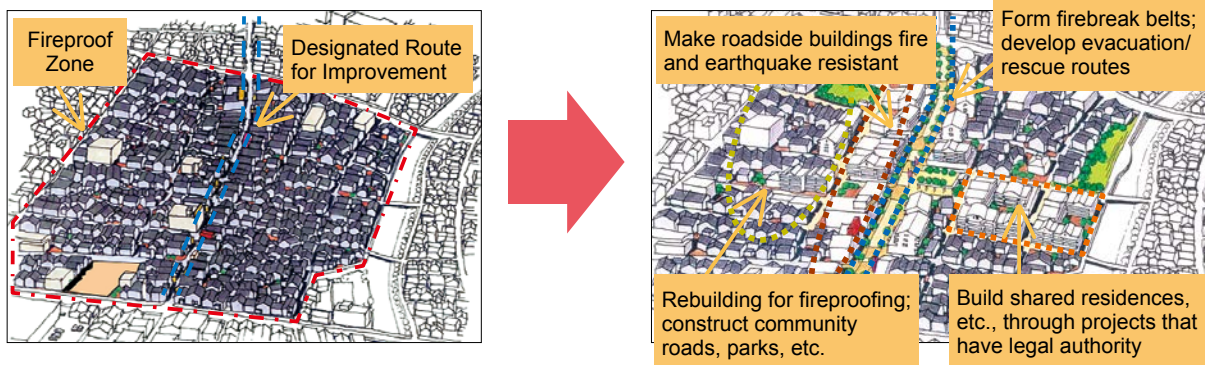 Fireproof
Zone
Designated Route
for Improvement
Make roadside buildings fire
and earthquake resistant
Form firebreak belts;
develop evacuation/
rescue routes
Rebuilding for fireproofing;
construct community
roads, parks, etc.
Build shared residences,
etc., through projects that
have legal authority